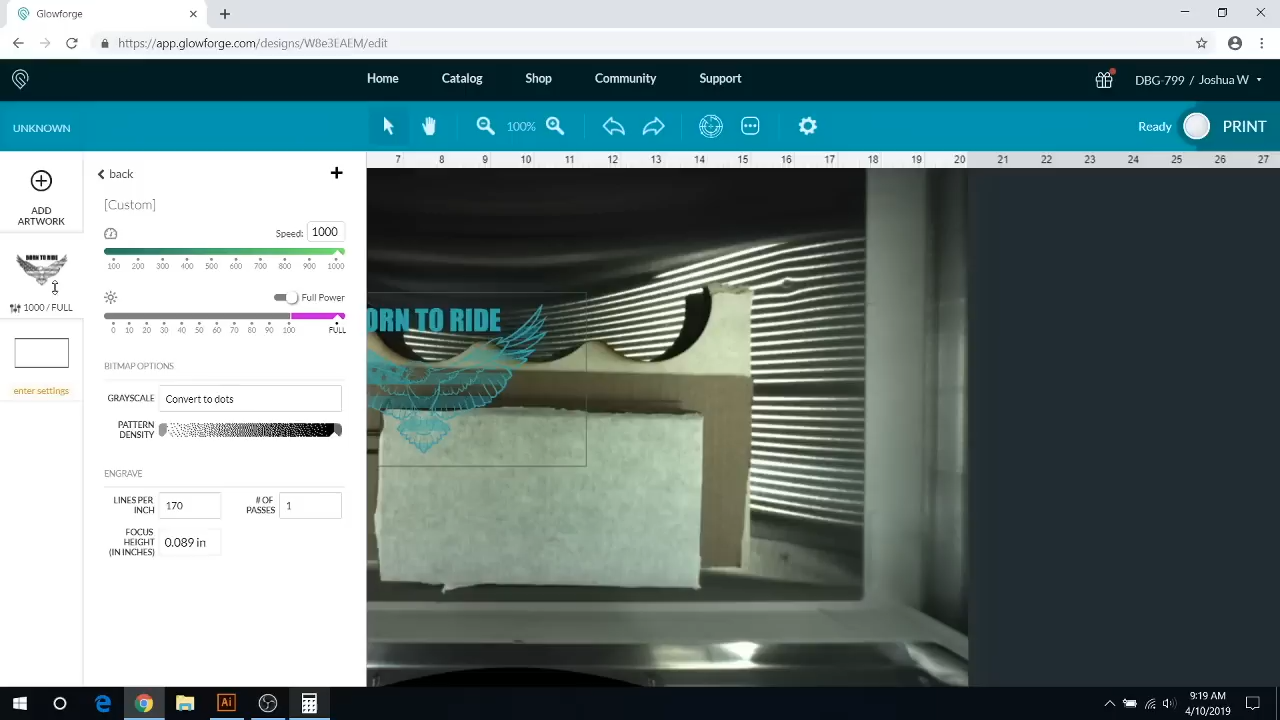 Glowforge
https://app.glowforge.com/designs/W8e3EAEM/edit
Home Catalog Shop Community Support
DBG-799 / Joshua W
UNKNOWN
100%
Ready PRINT
ADD
ARTWORK
BORN TO RIDE
1000 / FULL
enter settings
back
[Custom]
Speed: 1000
100 200 300 400 500 600 700 800 900 1000
Full Power
0 10 20 30 40 50 60 70 80 90 100 FULL
BITMAP OPTIONS
GRAYSCALE Convert to dots
PATTERN
DENSITY
ENGRAVE
LINES PER
INCH 170
# OF
PASSES 1
FOCUS
HEIGHT
(IN INCHES) 0.089 in
7 8 9 10 11 12 13 14 15 16 17 18 19 20 21 22 23 24 25 26 27
ORN TO RIDE
Ai
9:19 AM
4/10/2019